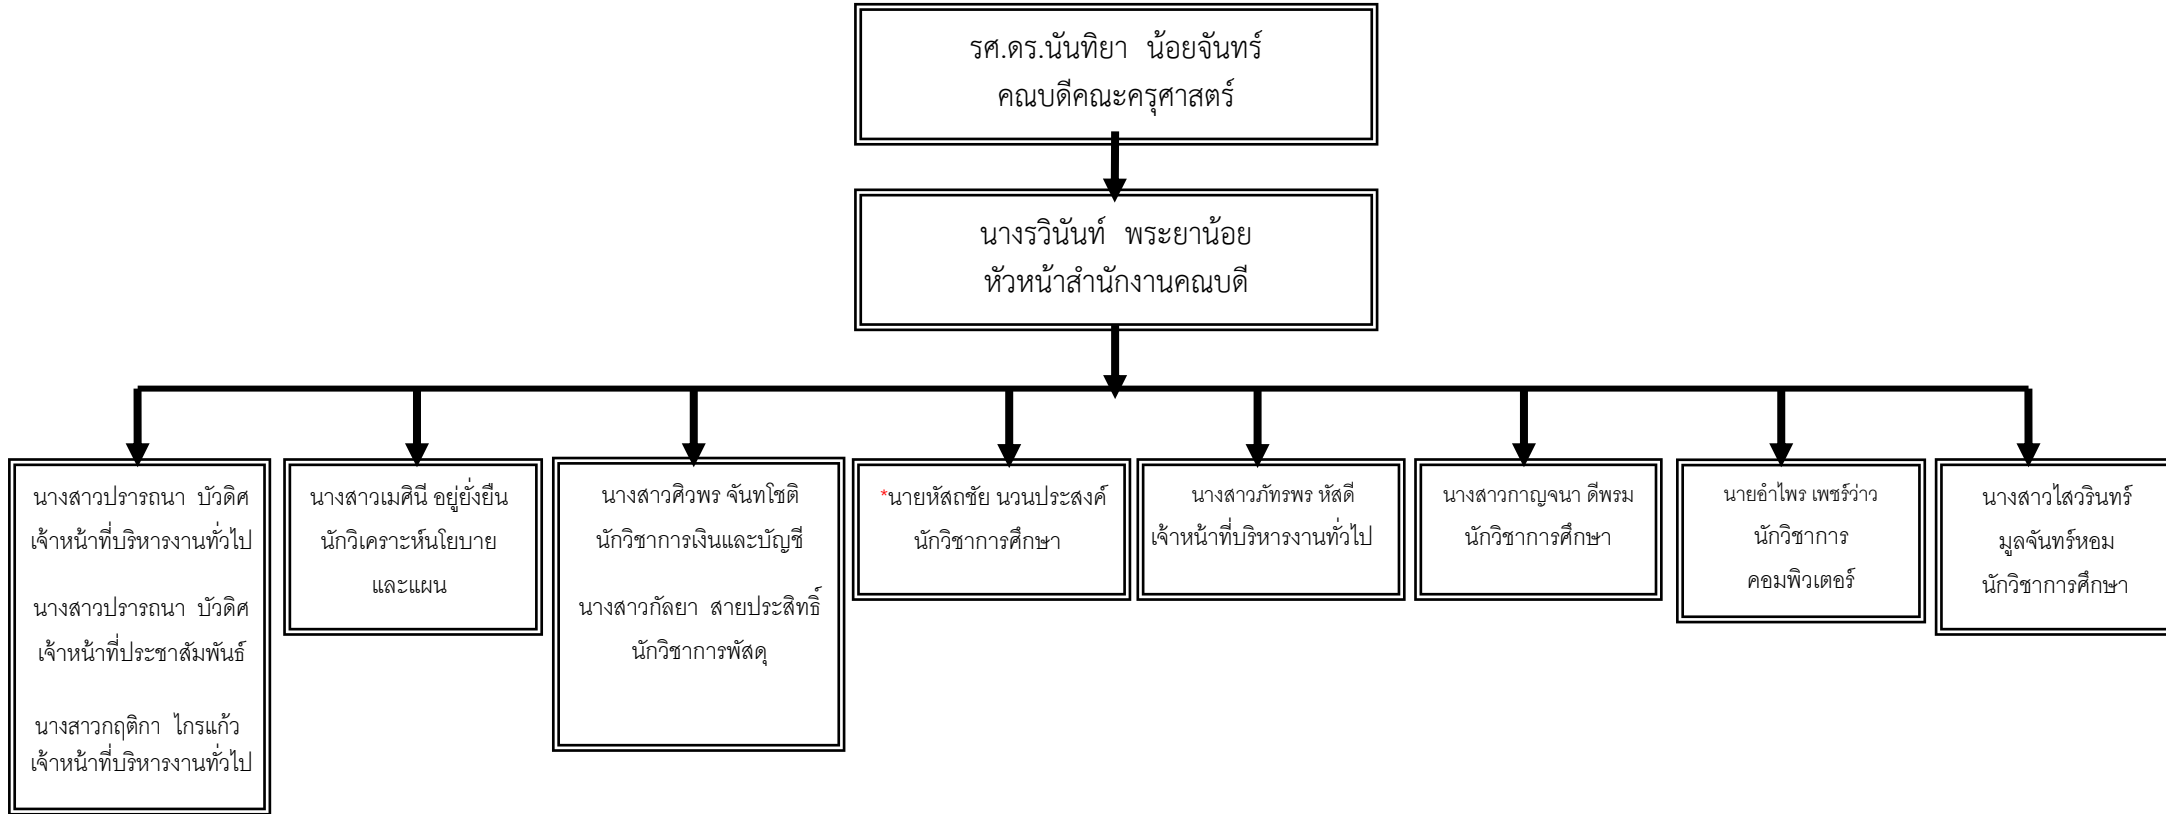 รศ.ดร.นันทิยา น้อยจันทร์
คณบดีคณะครุศาสตร์
นางรวินันท์ พระยาน้อย
หัวหน้าสำนักงานคณบดี
นางสาวปรารถนา บัวดิศ
เจ้าหน้าที่บริหารงานทั่วไป
นางสาวปรารถนา บัวดิศ
เจ้าหน้าที่ประชาสัมพันธ์
นางสาวกฤติกา ไกรแก้ว
เจ้าหน้าที่บริหารงานทั่วไป
นางสาวเมศินี อยู่ยั่งยืน
นักวิเคราะห์นโยบาย
และแผน
นางสาวศิวพร จันทโชติ
นักวิชาการเงินและบัญชี
นางสาวกัลยา สายประสิทธิ์
นักวิชาการพัสดุ
*นายหัสถชัย นวนประสงค์
นักวิชาการศึกษา
นางสาวภัทรพร หัสดี
เจ้าหน้าที่บริหารงานทั่วไป
นางสาวกาญจนา ดีพรม
นักวิชาการศึกษา
นายอำไพร เพชร์ว่าว
นักวิชาการ
คอมพิวเตอร์
นางสาวไสวรินทร์
มูลจันทร์หอม
นักวิชาการศึกษา